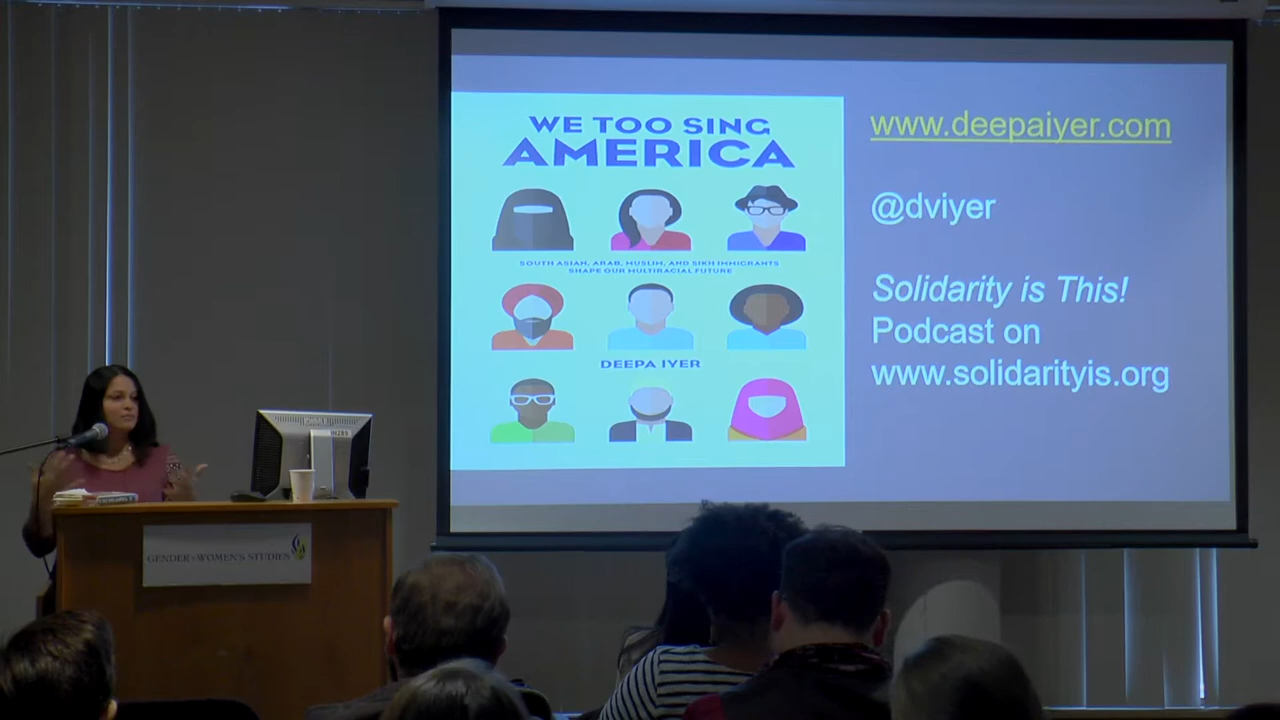 WE TOO SING
AMERICA
SOUTH ASIAN, ARAB, MUSLIM, AND SIKH IMMIGRANTS
SHAPE OUR MULTIRACIAL FUTURE
DEEPA IYER
www.deepaiyer.com
@dviyer
Solidarity is This!
Podcast on
www.solidarityis.org
GENDER & WOMEN'S STUDIES